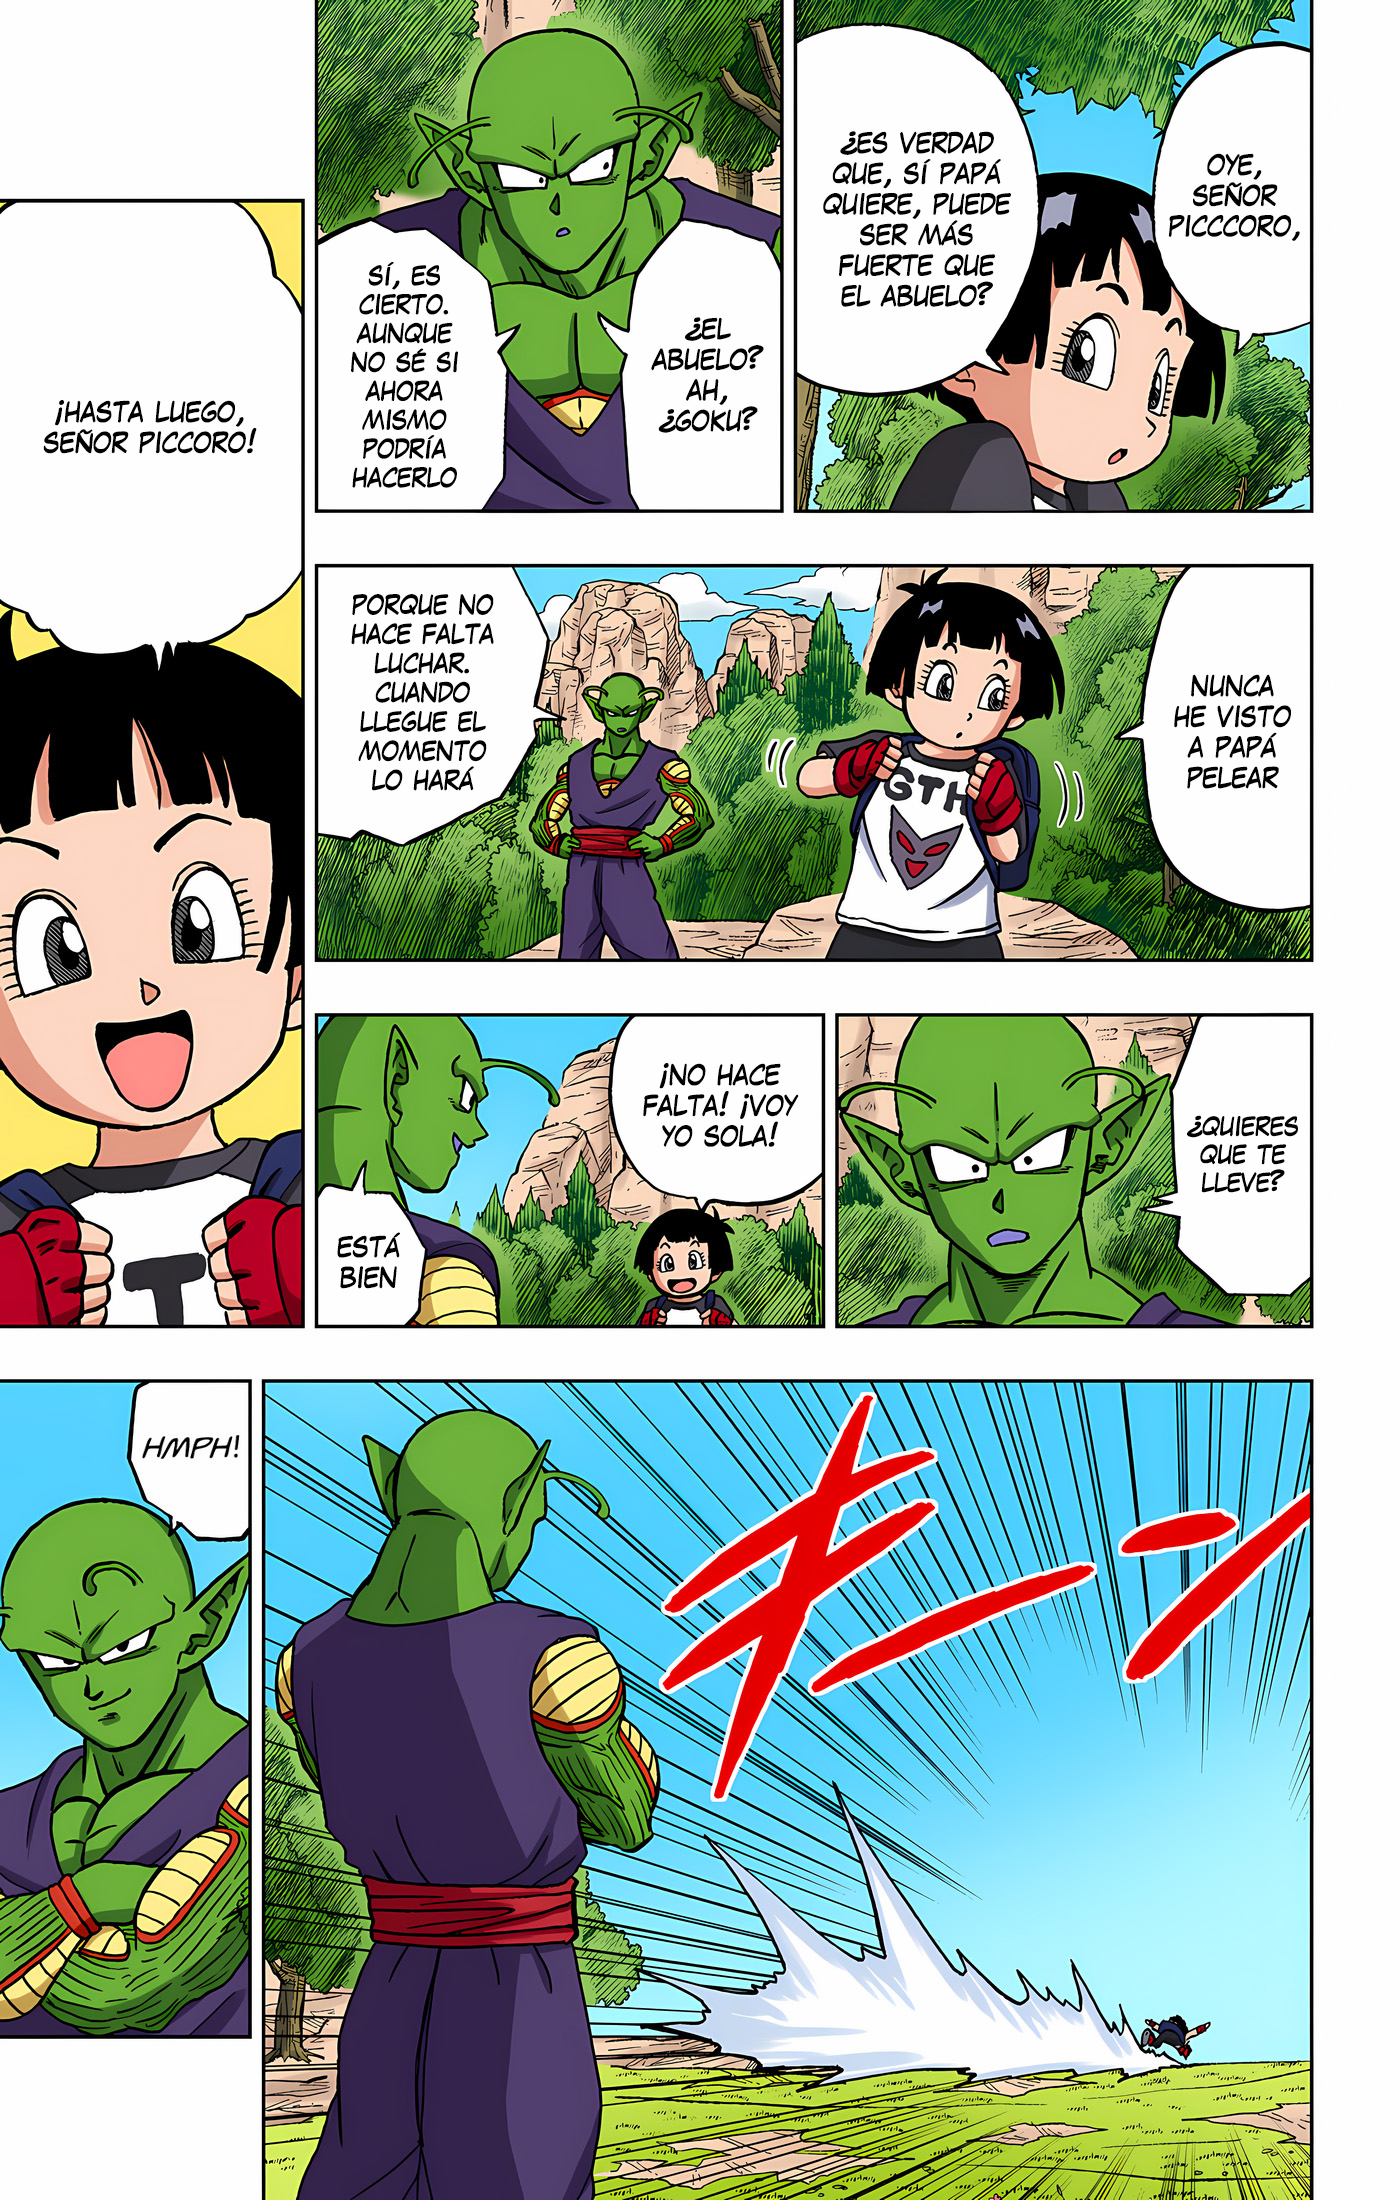 OYE,
SEÑOR
PICCCORO,
¿ES VERDAD
QUE, SÍ PAPÁ
QUIERE, PUEDE
SER MÁS
FUERTE QUE
EL ABUELO?
¿EL
ABUELO?
AH,
¿GOKU?
SÍ, ES
CIERTO.
AUNQUE
NO SÉ SI
AHORA
MISMO
PODRÍA
HACERLO
NUNCA
HE VISTO
A PAPÁ
PELEAR
GTH
PORQUE NO
HACE FALTA
LUCHAR.
CUANDO
LLEGUE EL
MOMENTO
LO HARÁ
¿QUIERES
QUE TE
LLEVE?
¡NO HACE
FALTA! ¡VOY
YO SOLA!
ESTÁ
BIEN
¡HASTA LUEGO,
SEÑOR PICCORO!
T
キーン
HMPH!